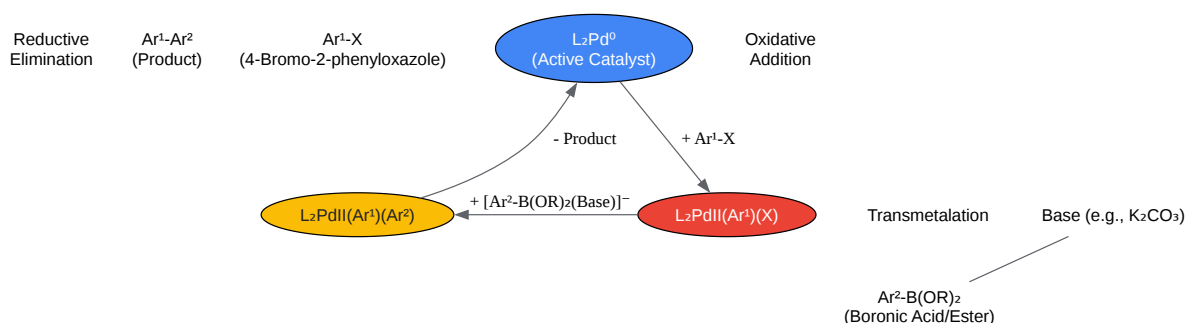 Reductive
Elimination
Ar¹-Ar²
(Product)
Ar¹-X
(4-Bromo-2-phenyloxazole)
L₂Pd⁰
(Active Catalyst)
Oxidative
Addition
- Product
+ Ar¹-X
L₂PdII(Ar¹)(Ar²)
+ [Ar²-B(OR)₂(Base)]⁻
L₂PdII(Ar¹)(X)
Transmetalation
Base (e.g., K₂CO₃)
Ar²-B(OR)₂
(Boronic Acid/Ester)